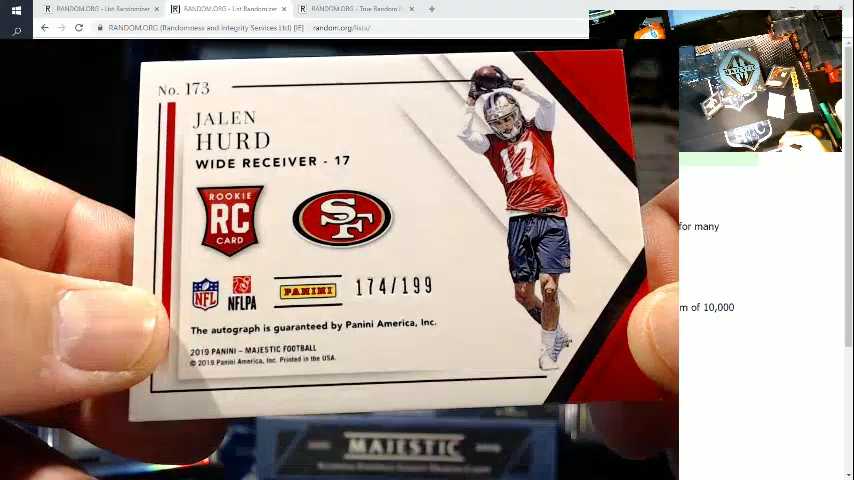 RANDOM.ORG - List Randomizer
RANDOM.ORG - List Randomizer
RANDOM.ORG - True Random
RANDOM.ORG (Randomness and Integrity Services Ltd) [IE]
random.org/lists/
No. 173
JALEN
HURD
WIDE RECEIVER - 17
17
ROOKIE
RC
CARD
SF
NFL
NFLPA
PANINI
174/199
The autograph is guaranteed by Panini America, Inc.
2019 PANINI – MAJESTIC FOOTBALL
© 2019 Panini America, Inc. Printed in the USA.
MAJESTIC
for many
m of 10,000
MAJESTIC